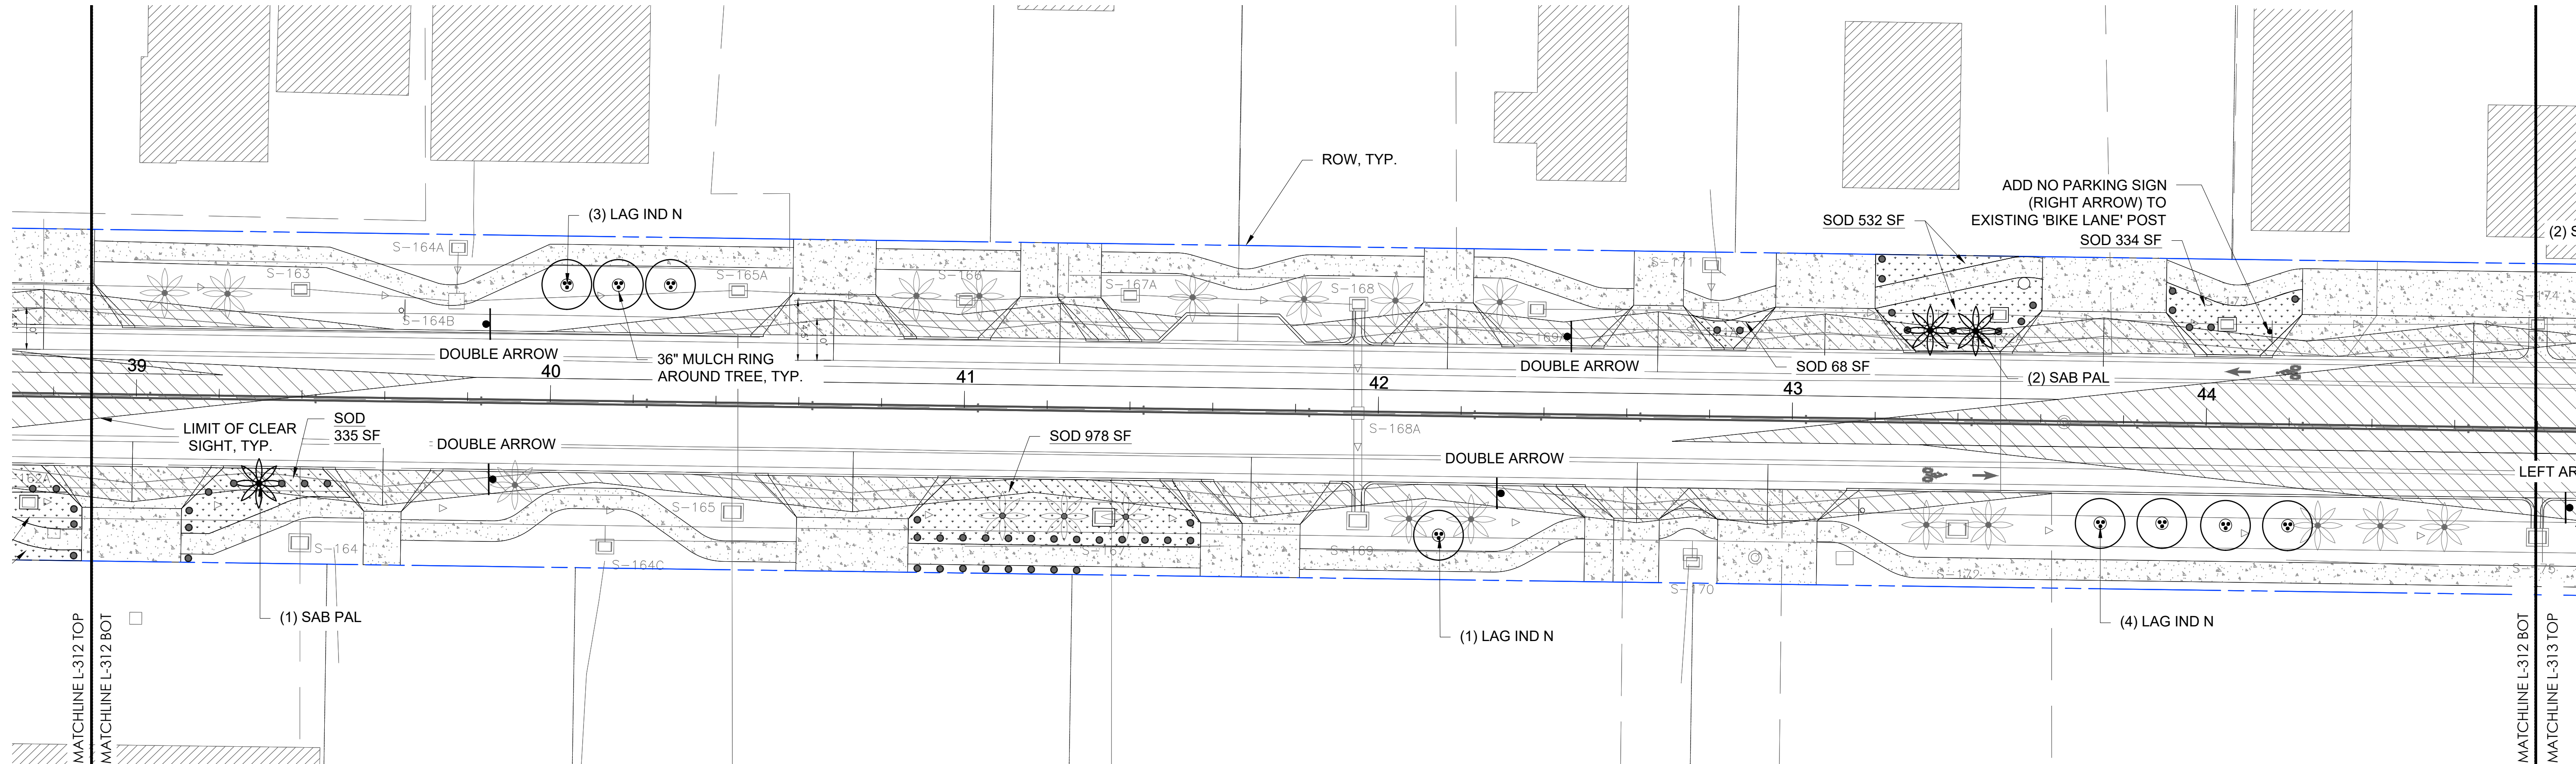 ROW, TYP.
(3) LAG IND N
ADD NO PARKING SIGN
(RIGHT ARROW) TO
EXISTING 'BIKE LANE' POST
SOD 532 SF
SOD 334 SF
(2) S
S-164A
S-163
S-165A
S-166
S-167A
S-168
S-171
S-174
S-164B
S-169A
DOUBLE ARROW
36" MULCH RING
AROUND TREE, TYP.
DOUBLE ARROW
SOD 68 SF
(2) SAB PAL
39
40
41
42
43
44
LIMIT OF CLEAR
SIGHT, TYP.
SOD
335 SF
DOUBLE ARROW
SOD 978 SF
S-168A
DOUBLE ARROW
LEFT AR
S-164
S-164C
S-165
S-167
S-169
S-170
S-172
S-175
(1) SAB PAL
(1) LAG IND N
(4) LAG IND N
MATCHLINE L-312 TOP
MATCHLINE L-312 BOT
MATCHLINE L-312 BOT
MATCHLINE L-313 TOP